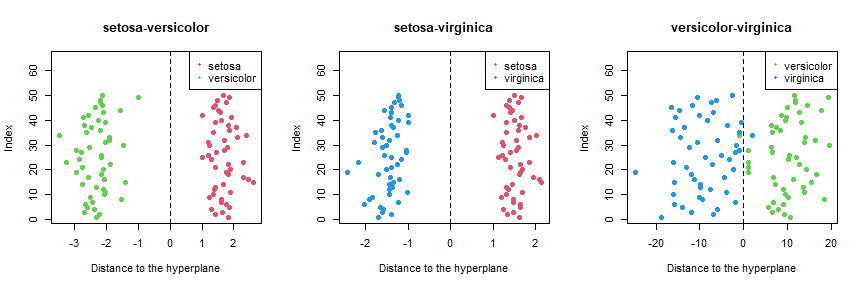 setosa-versicolor
setosa
versicolor
Index
0 10 20 30 40 50 60
-3 -2 -1 0 1 2
Distance to the hyperplane
setosa-virginica
setosa
virginica
Index
0 10 20 30 40 50 60
-2 -1 0 1 2
Distance to the hyperplane
versicolor-virginica
versicolor
virginica
Index
0 10 20 30 40 50 60
-20 -10 0 10 20
Distance to the hyperplane